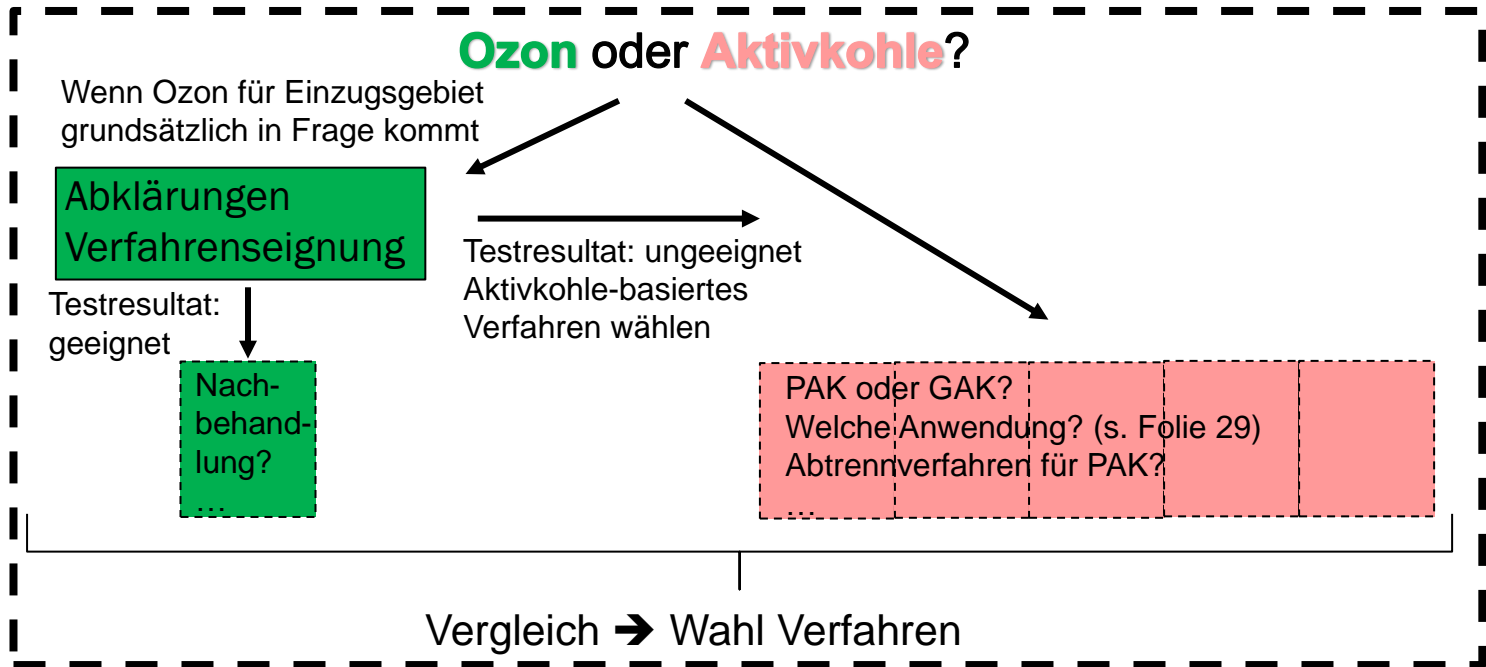 Ozon oder Aktivkohle?
Wenn Ozon für Einzugsgebiet
grundsätzlich in Frage kommt
Abklärungen
Verfahrenseignung
Testresultat: ungeeignet
Aktivkohle-basiertes
Verfahren wählen
Testresultat:
geeignet
Nach-
behand-
lung?
...
PAK oder GAK?
Welche Anwendung? (s. Folie 29)
Abtrennverfahren für PAK?
...
Vergleich ➔ Wahl Verfahren